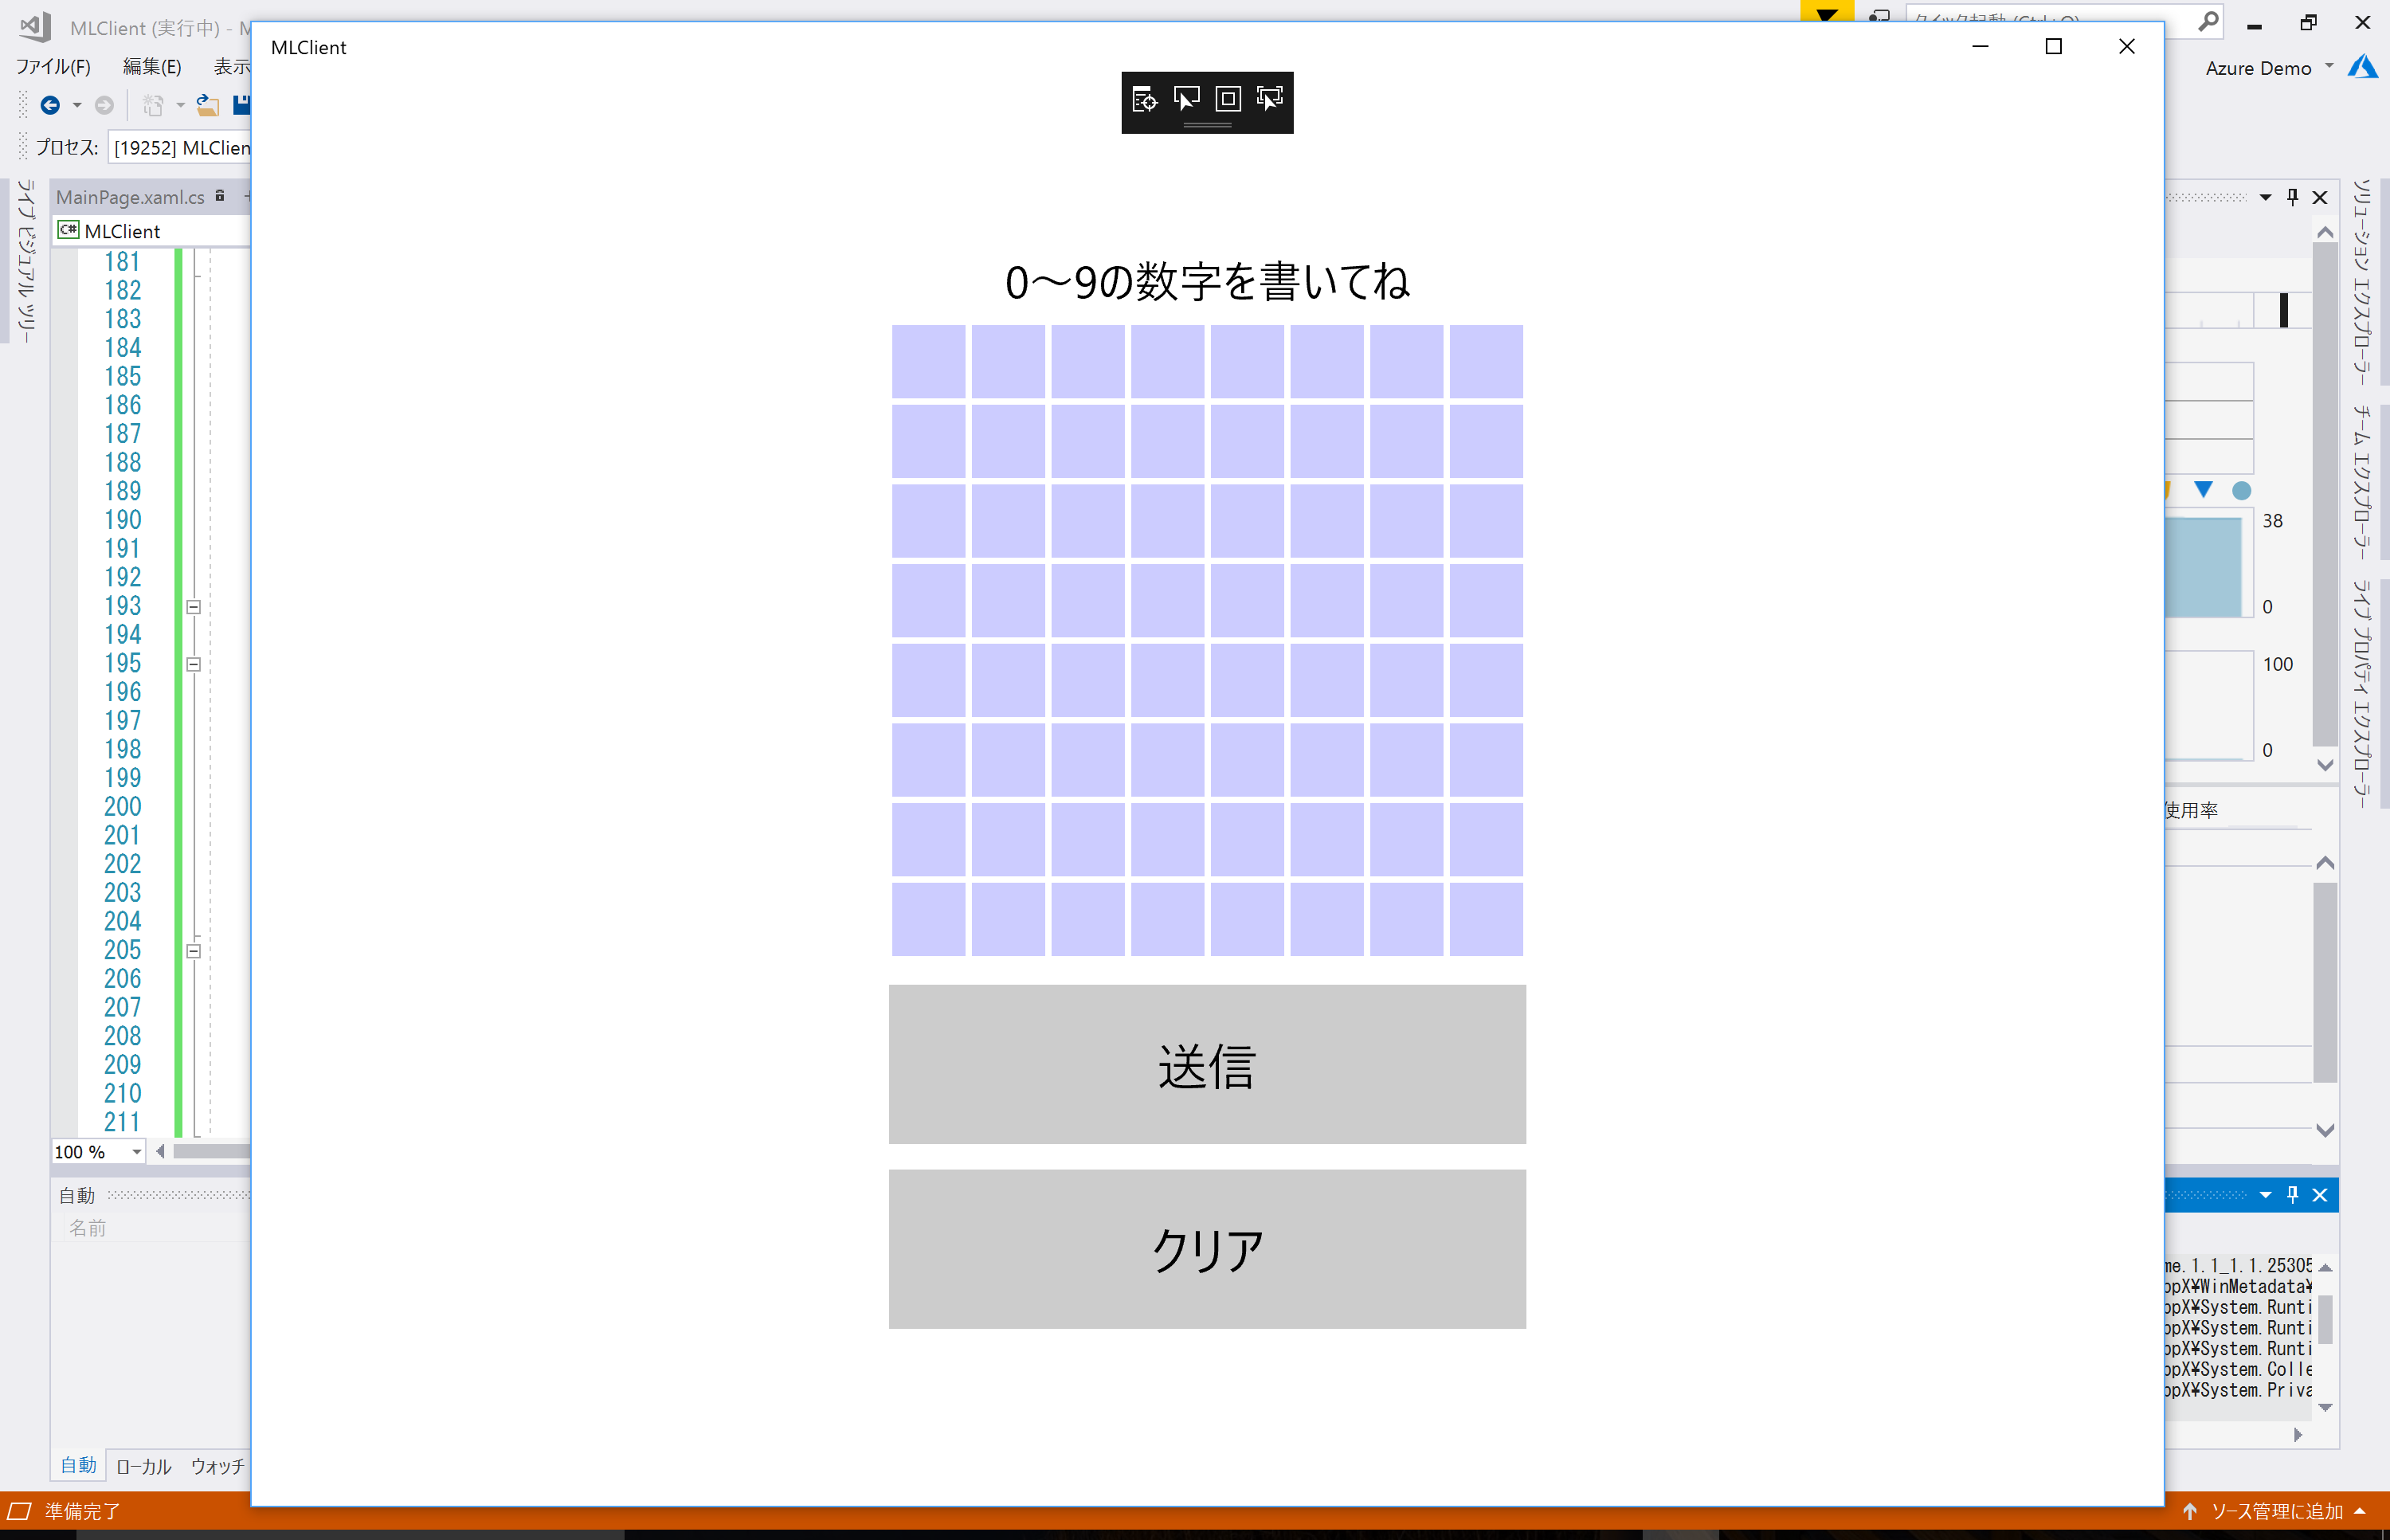 MLClient (実行中) -
クイック起動 (Ctrl+Q)
MLClient
ファイル(F) 編集(E) 表示
Azure Demo
プロセス: [19252] MLClien
MainPage.xaml.cs
MLClient
0～9の数字を書いてね
181
182
183
184
185
186
187
188
189
190
191
192
193
194
195
196
197
198
199
200
201
202
203
204
205
206
207
208
209
210
211
100 %
送信
クリア
自動
名前
自動 ローカル ウォッチ
準備完了
ライブ ビジュアル ツリー
38
0
100
0
使用率
me.1.1_1.1.25305
ppX¥WinMetadata¥
ppX¥System.Runti
ppX¥System.Runti
ppX¥System.Runti
ppX¥System.Colle
ppX¥System.Priva
ソリューション エクスプローラー
チーム エクスプローラー
ライブ プロパティ エクスプローラー
ソース管理に追加